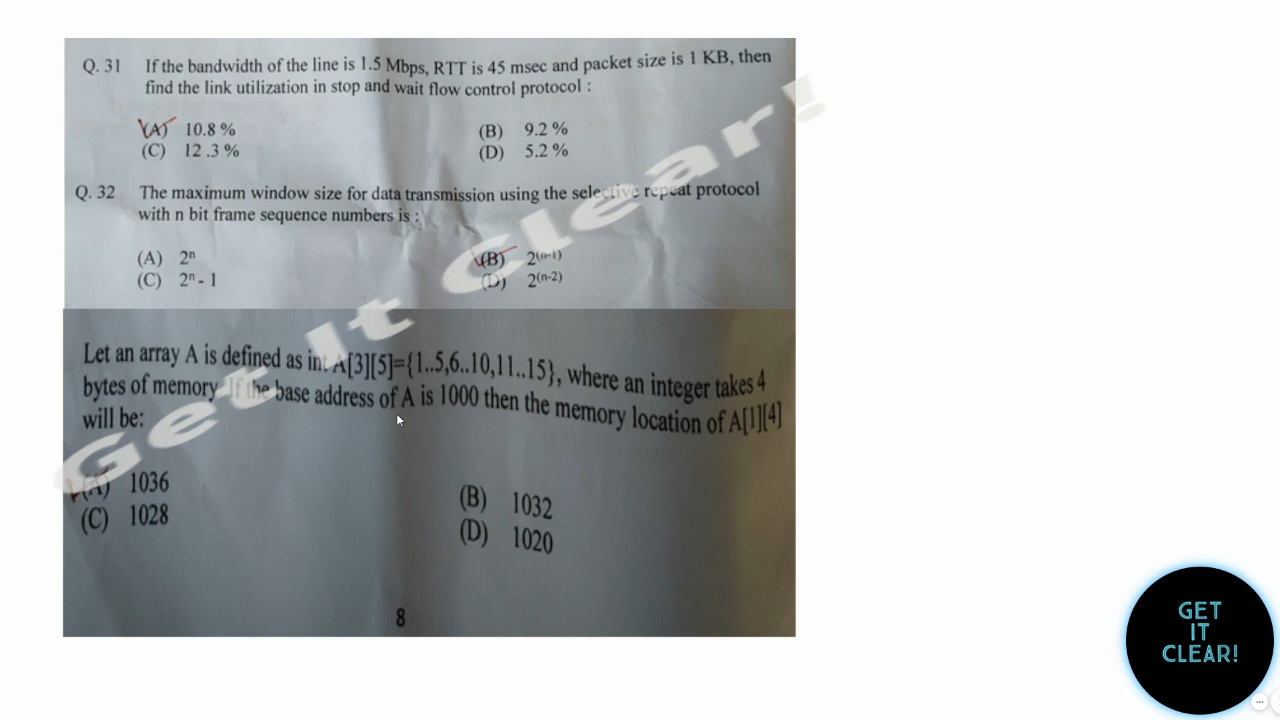 Q. 31 If the bandwidth of the line is 1.5 Mbps, RTT is 45 msec and packet size is 1 KB, then
find the link utilization in stop and wait flow control protocol :
(A) 10.8 % (B) 9.2 %
(C) 12 .3 % (D) 5.2 %
Q. 32 The maximum window size for data transmission using the selective repeat protocol
with n bit frame sequence numbers is :
(A) 2ⁿ (B) 2⁽ⁿ⁻¹⁾
(C) 2ⁿ - 1 (D) 2⁽ⁿ⁻²⁾
Let an array A is defined as int A[3][5]={1..5,6..10,11..15}, where an integer takes 4
bytes of memory. If the base address of A is 1000 then the memory location of A[1][4]
will be:
(A) 1036 (B) 1032
(C) 1028 (D) 1020
8
Get It Clear!
GET
IT
CLEAR!